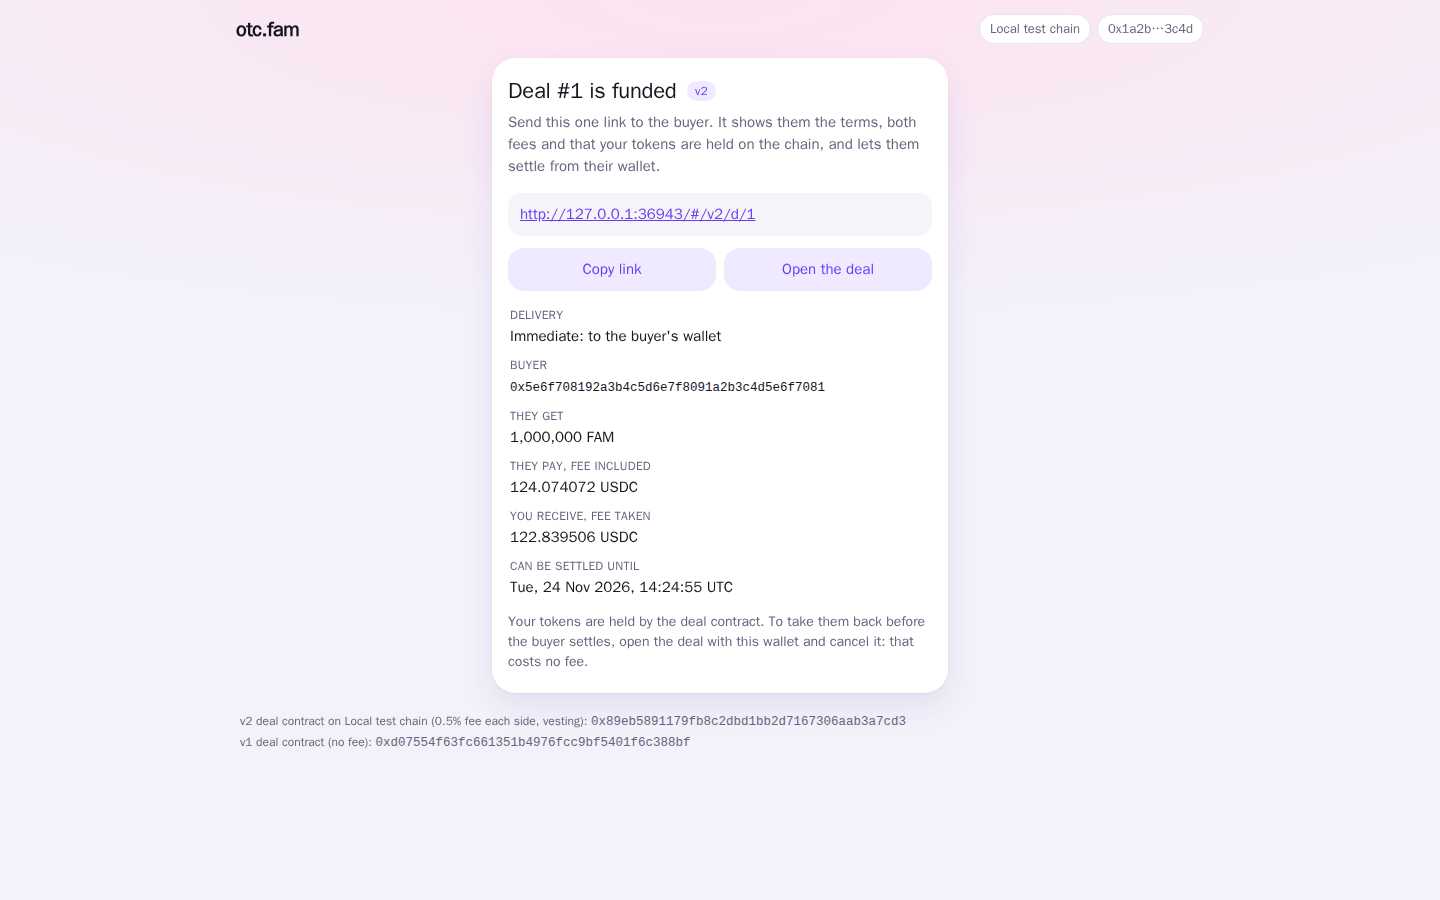 otc.fam
Local test chain
0x1a2b···3c4d
Deal #1 is funded v2
Send this one link to the buyer. It shows them the terms, both
fees and that your tokens are held on the chain, and lets them
settle from their wallet.
http://127.0.0.1:36943/#/v2/d/1
Copy link
Open the deal
DELIVERY
Immediate: to the buyer's wallet
BUYER
0x5e6f708192a3b4c5d6e7f8091a2b3c4d5e6f7081
THEY GET
1,000,000 FAM
THEY PAY, FEE INCLUDED
124.074072 USDC
YOU RECEIVE, FEE TAKEN
122.839506 USDC
CAN BE SETTLED UNTIL
Tue, 24 Nov 2026, 14:24:55 UTC
Your tokens are held by the deal contract. To take them back before
the buyer settles, open the deal with this wallet and cancel it: that
costs no fee.
v2 deal contract on Local test chain (0.5% fee each side, vesting): 0x89eb5891179fb8c2dbd1bb2d7167306aab3a7cd3
v1 deal contract (no fee): 0xd07554f63fc661351b4976fcc9bf5401f6c388bf